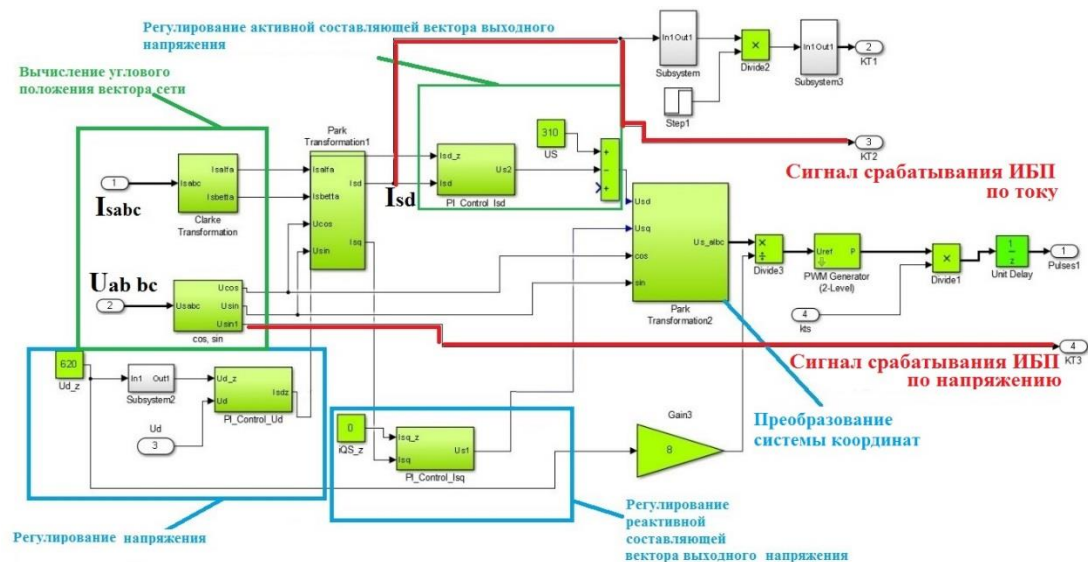 Регулирование активной составляющей вектора выходного
напряжения
Вычисление углового
положения вектора сети
In1 Out1
Subsystem
Step1
×
Divide2
In1 Out1
Subsystem3
2
KT1
3
KT2
Сигнал срабатывания ИБП
по току
1
Isabc
Isabc
Isalfa
Isbetta
Clarke
Transformation
Park
Transformation1
Isalfa
Isbetta
Ucos
Usin
Isd
Isq
Isd
Isd_z
Isd
Us2
PI_Control_Isd
310
US
+
−
+
Usd
Usq
cos
sin
Us_albc
Park
Transformation2
×
÷
Divide3
Uref
P
PWM Generator
(2-Level)
×
Divide1
1
z
Unit Delay
1
Pulses1
4
kts
Uab bc
2
Usabc
Ucos
Usin
Usin1
cos, sin
4
KT3
Сигнал срабатывания ИБП
по напряжению
620
Ud_z
In1 Out1
Subsystem2
Ud_z
Ud
Isdz
PI_Control_Ud
Ud
3
0
iQS_z
Isq_z
Isq
Us1
PI_Control_Isq
Gain3
8
Преобразование
системы координат
Регулирование напряжения
Регулирование
реактивной
составляющей
вектора выходного напряжения